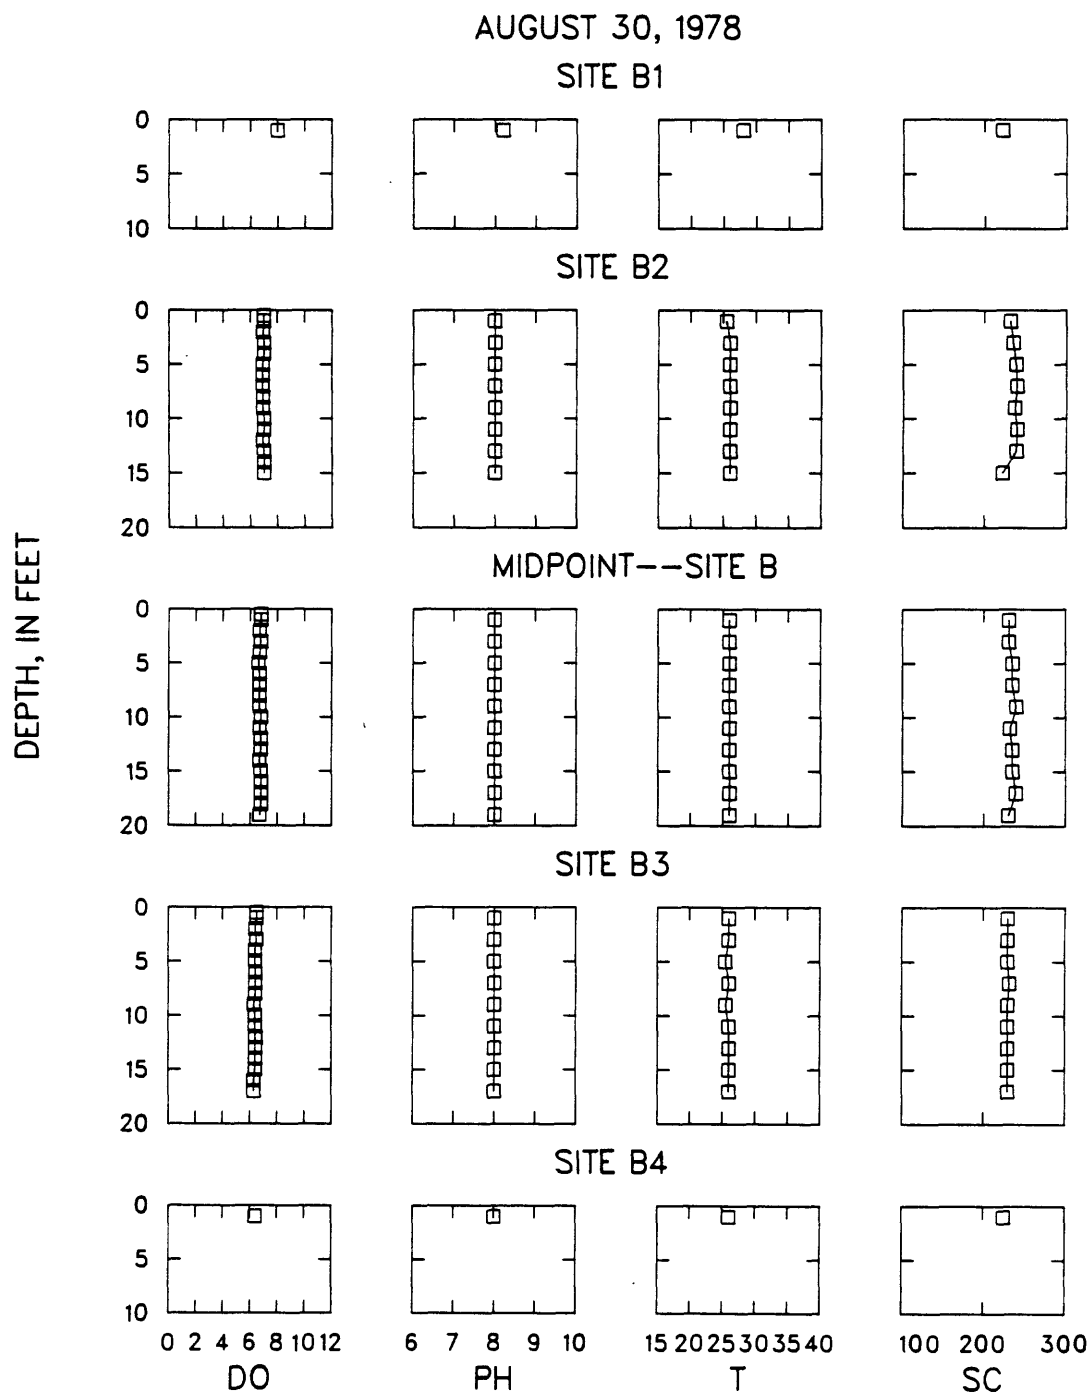 AUGUST 30, 1978
SITE B1
0
5
10
SITE B2
0
5
10
15
20
MIDPOINT--SITE B
0
5
10
15
20
SITE B3
0
5
10
15
20
SITE B4
0
5
10
DEPTH, IN FEET
0 2 4 6 8 10 12
6 7 8 9 10
15 20 25 30 35 40
100 200 300
DO
PH
T
SC